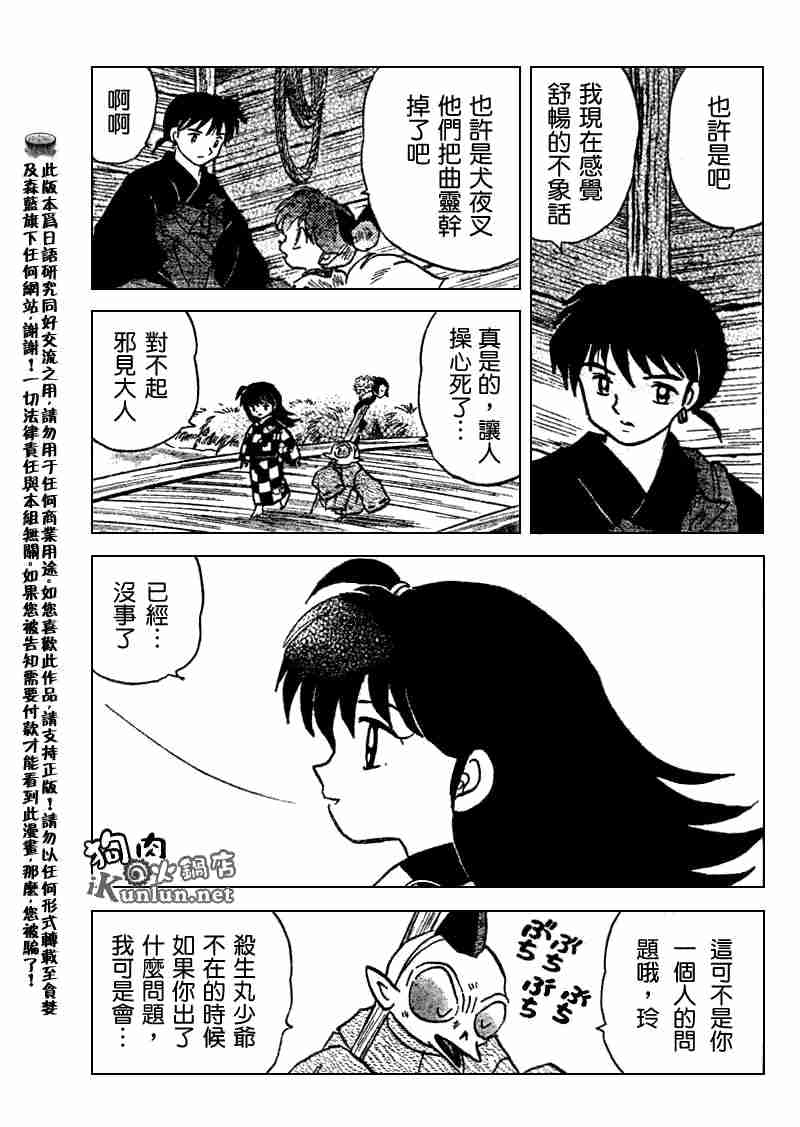 也許是吧
我現在感覺
舒暢的不象話
也許是犬夜叉
他們把曲靈幹
掉了吧
啊
啊
真是的，讓人
操心死了…
對不起
邪見大人
已經…
沒事了
這可不是你
一個人的問
題哦，玲
ぶちぶちぶちぶち
殺生丸少爺
不在的時候
如果你出了
什麼問題，
我可是會…
狗肉火鍋店
iKunlun.net
此版本爲日語研究同好交流之用，請勿用于任何商業用途。如您喜歡此作品，請支持正版！請勿以任何形式轉載至貪婪
及森藍旗下任何網站，謝謝！一切法律責任與本組無關。如果您被告知需要付款才能看到此漫畫，那麼，您被騙了！